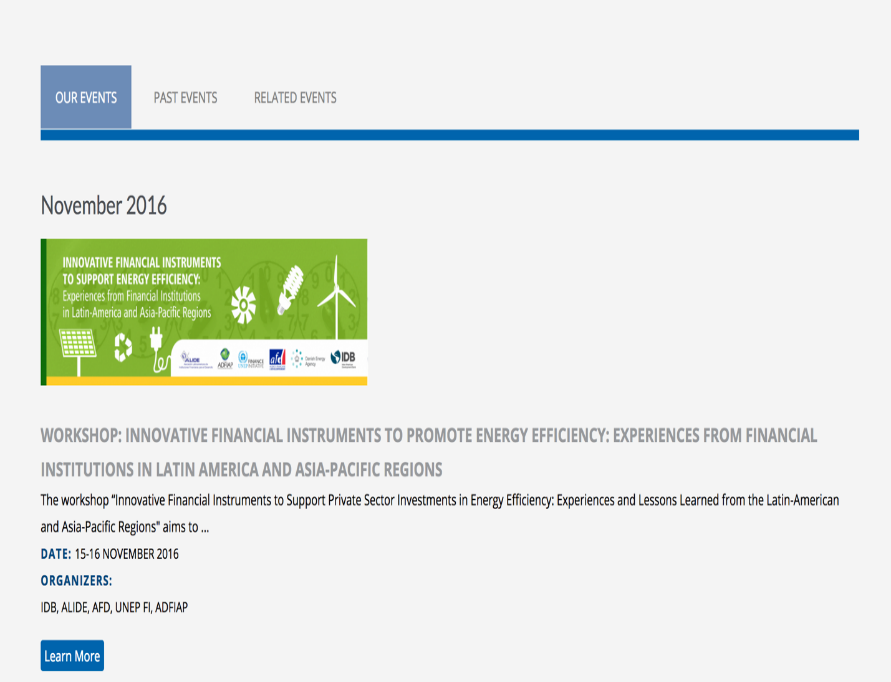 OUR EVENTS
PAST EVENTS
RELATED EVENTS
November 2016
INNOVATIVE FINANCIAL INSTRUMENTS
TO SUPPORT ENERGY EFFICIENCY:
Experiences from Financial Institutions
in Latin-America and Asia-Pacific Regions
ALIDE
ADFIAP
FINANCE
afd
Danish Energy
Agency
IDB
WORKSHOP: INNOVATIVE FINANCIAL INSTRUMENTS TO PROMOTE ENERGY EFFICIENCY: EXPERIENCES FROM FINANCIAL
INSTITUTIONS IN LATIN AMERICA AND ASIA-PACIFIC REGIONS
The workshop "Innovative Financial Instruments to Support Private Sector Investments in Energy Efficiency: Experiences and Lessons Learned from the Latin-American
and Asia-Pacific Regions" aims to ...
DATE: 15-16 NOVEMBER 2016
ORGANIZERS:
IDB, ALIDE, AFD, UNEP FI, ADFIAP
Learn More